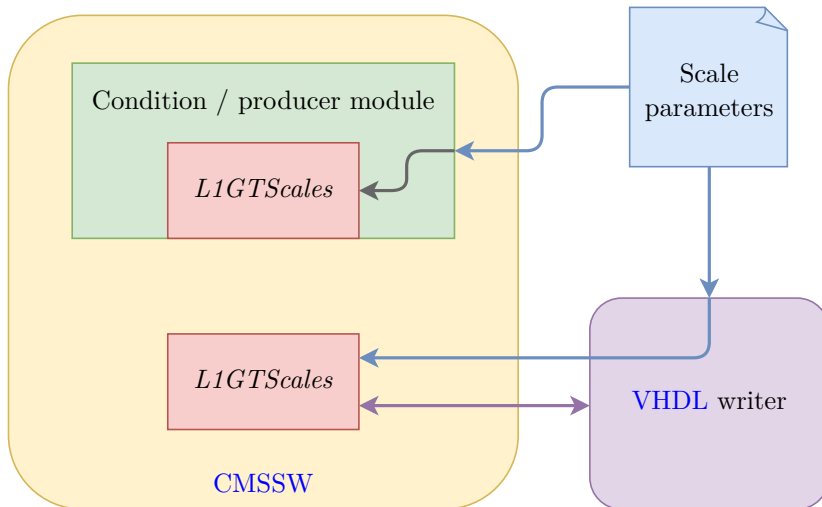 Condition / producer module
L1GTScales
Scale
parameters
L1GTScales
VHDL writer
CMSSW